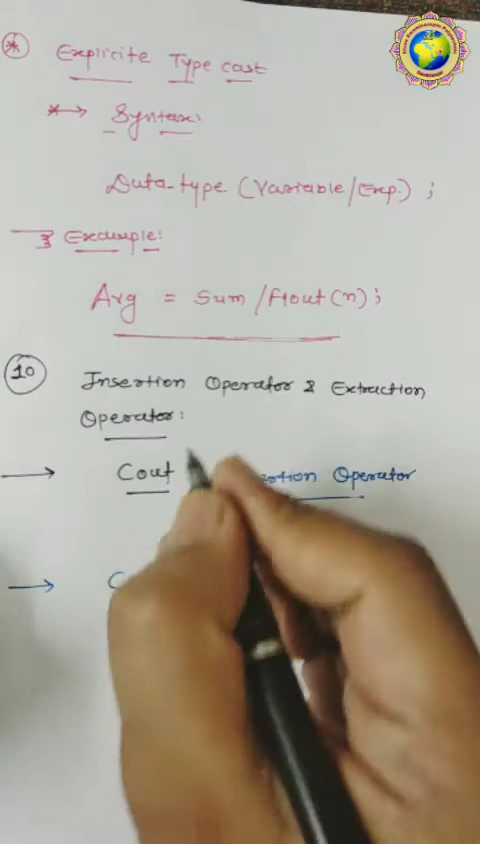 * Explicite Type cast
*→ Syntax:
Data-type (Variable/Exp.);
Example:
Avg = Sum/float(n);
10 Insertion Operator & Extraction
Operator:
→ Cout Operator
→